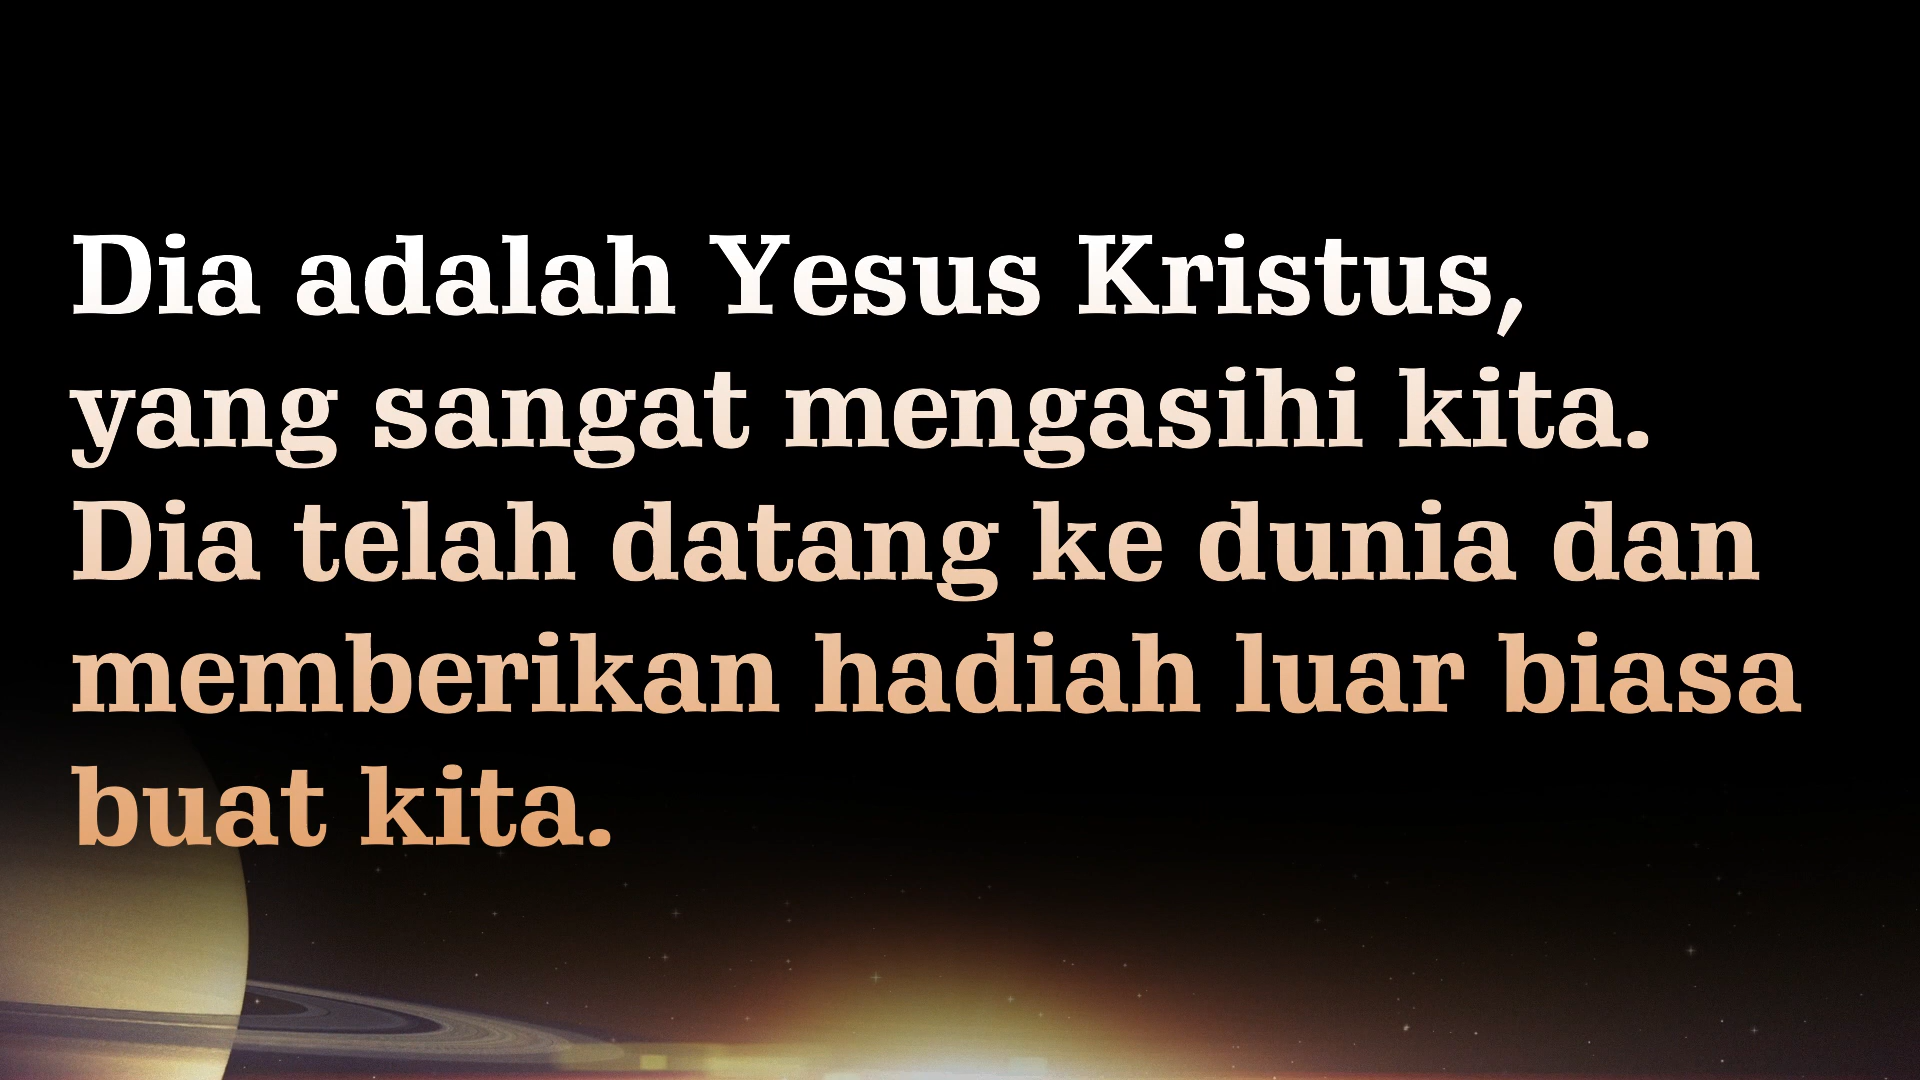 Dia adalah Yesus Kristus,
yang sangat mengasihi kita.
Dia telah datang ke dunia dan
memberikan hadiah luar biasa
buat kita.